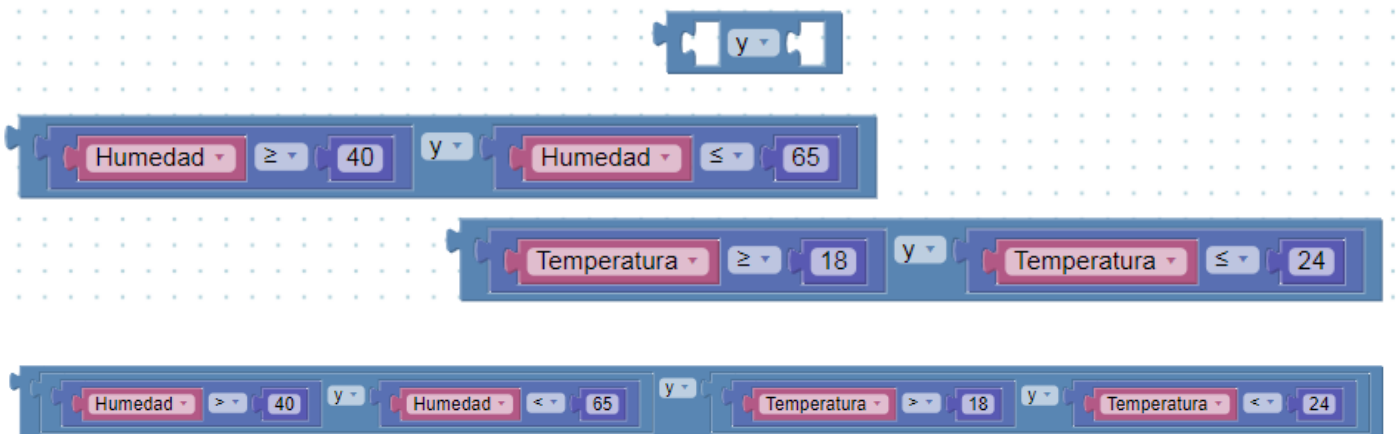 y
Humedad ≥ 40 y Humedad ≤ 65
Temperatura ≥ 18 y Temperatura ≤ 24
Humedad > 40 y Humedad < 65 y Temperatura > 18 y Temperatura < 24